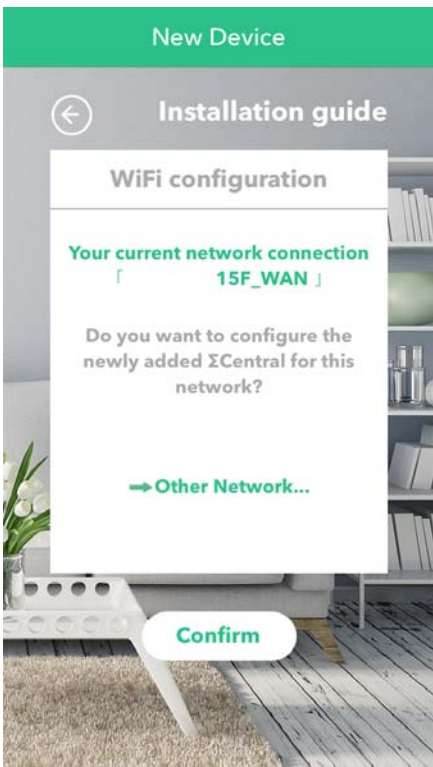 New Device
Installation guide
WiFi configuration
Your current network connection
「 15F_WAN」
Do you want to configure the
newly added ΣCentral for this
network?
➡Other Network...
Confirm